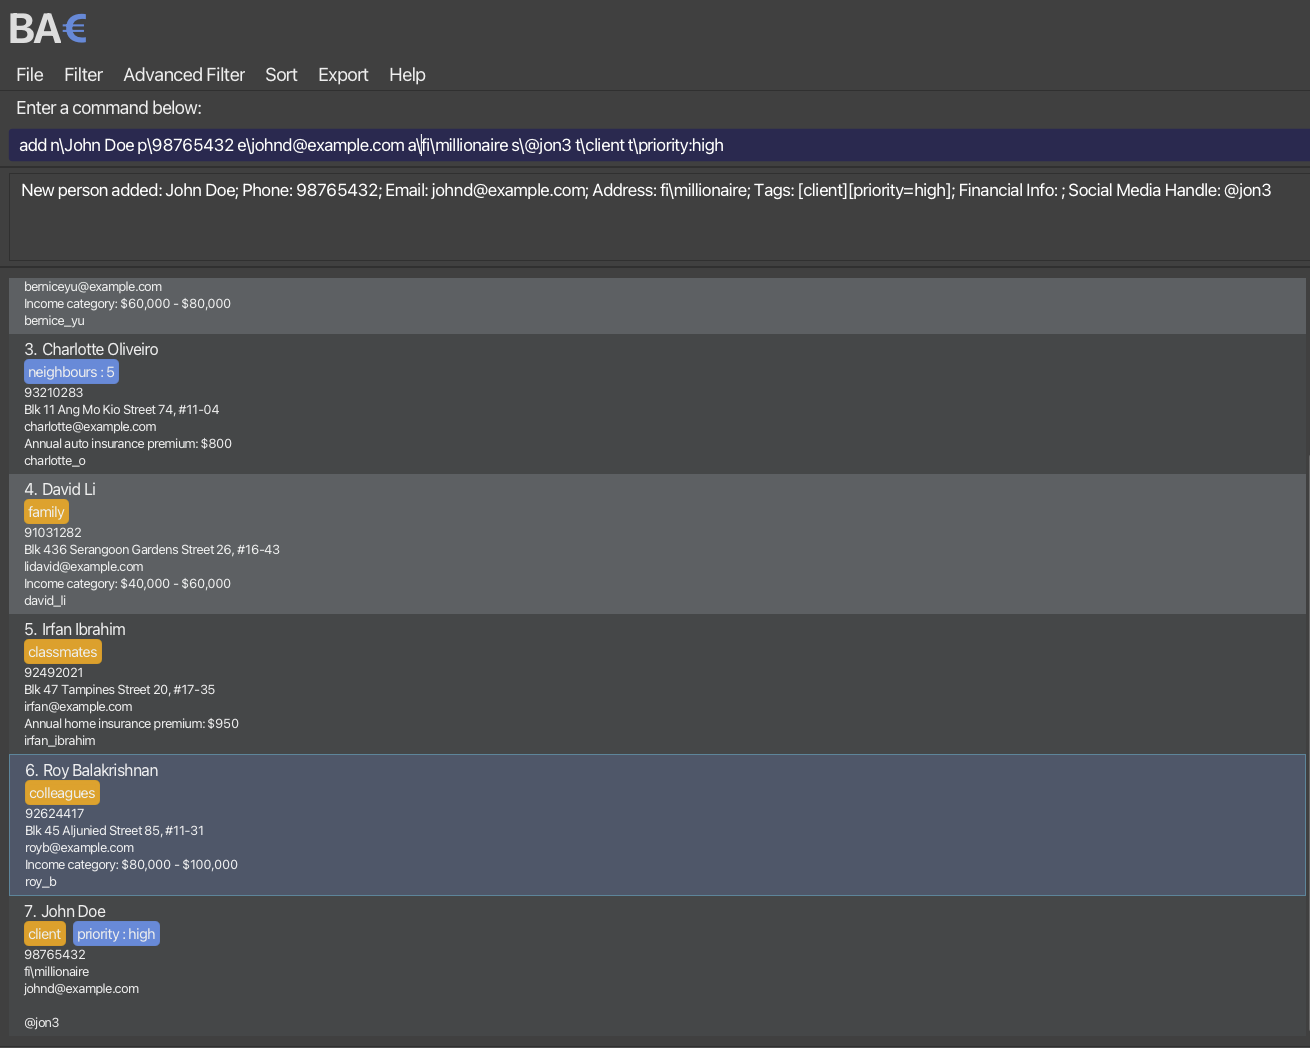 BA€
File Filter Advanced Filter Sort Export Help
Enter a command below:
add n\John Doe p\98765432 e\johnd@example.com a\fi\millionaire s\@jon3 t\client t\priority:high
New person added: John Doe; Phone: 98765432; Email: johnd@example.com; Address: fi\millionaire; Tags: [client][priority=high]; Financial Info: ; Social Media Handle: @jon3
berniceyu@example.com
Income category: $60,000 - $80,000
bernice_yu
3. Charlotte Oliveiro
neighbours : 5
93210283
Blk 11 Ang Mo Kio Street 74, #11-04
charlotte@example.com
Annual auto insurance premium: $800
charlotte_o
4. David Li
family
91031282
Blk 436 Serangoon Gardens Street 26, #16-43
lidavid@example.com
Income category: $40,000 - $60,000
david_li
5. Irfan Ibrahim
classmates
92492021
Blk 47 Tampines Street 20, #17-35
irfan@example.com
Annual home insurance premium: $950
irfan_ibrahim
6. Roy Balakrishnan
colleagues
92624417
Blk 45 Aljunied Street 85, #11-31
royb@example.com
Income category: $80,000 - $100,000
roy_b
7. John Doe
client priority : high
98765432
fi\millionaire
johnd@example.com
@jon3